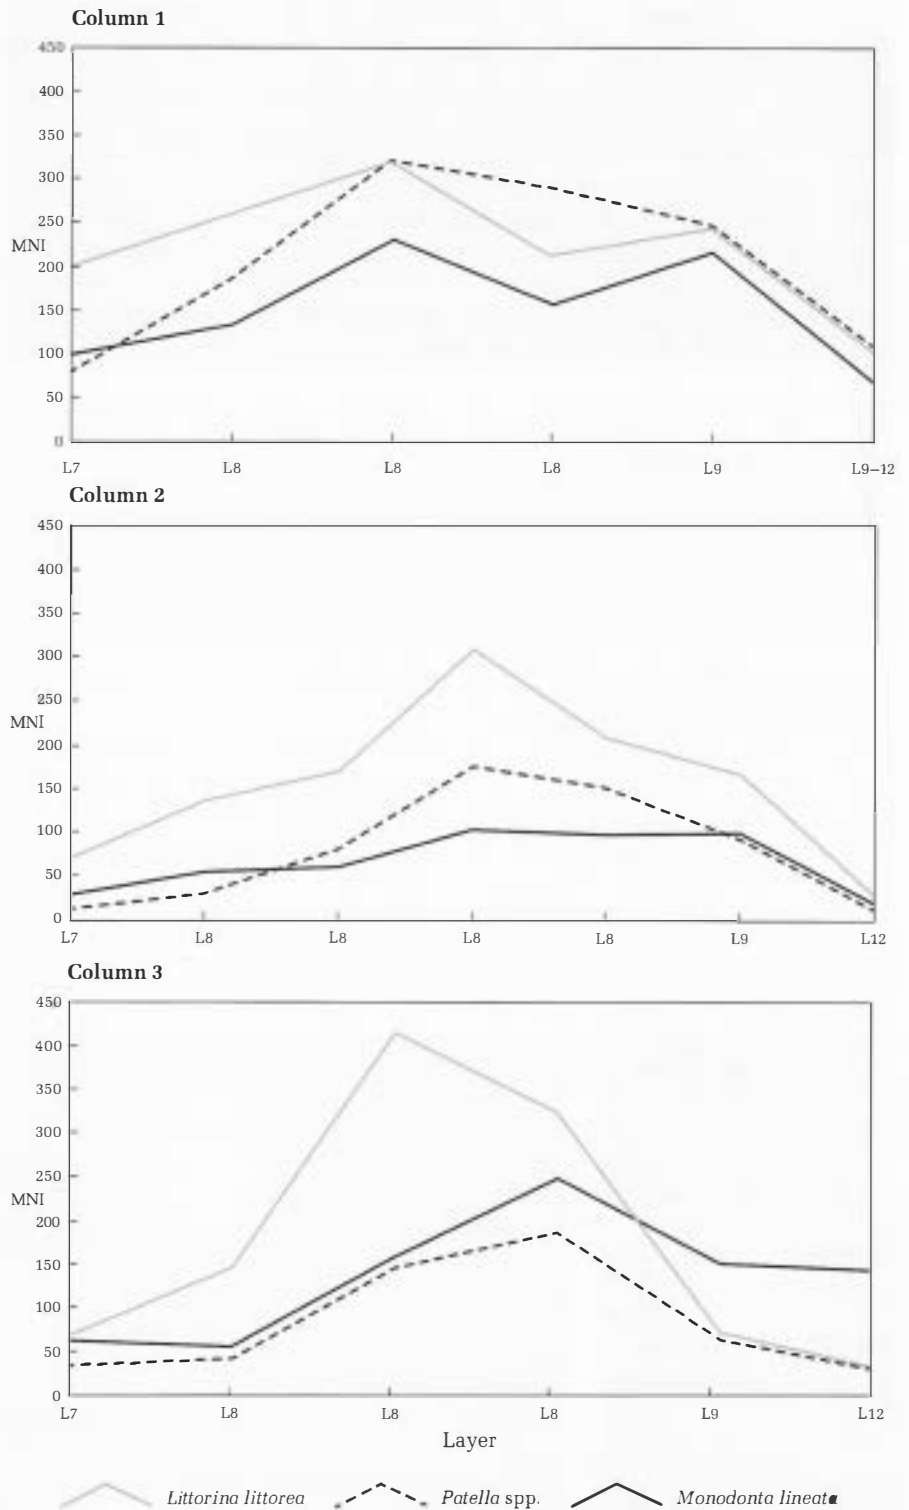 Column 1
450
400
350
300
250
MNI
200
150
100
50
0
L7 L8 L8 L8 L9 L9–12
Column 2
450
400
350
300
250
MNI
200
150
100
50
0
L7 L8 L8 L8 L8 L9 L12
Column 3
450
400
350
300
250
MNI
200
150
100
50
0
L7 L8 L8 L8 L9 L12
Layer
Littorina littorea Patella spp. Monodonta lineata